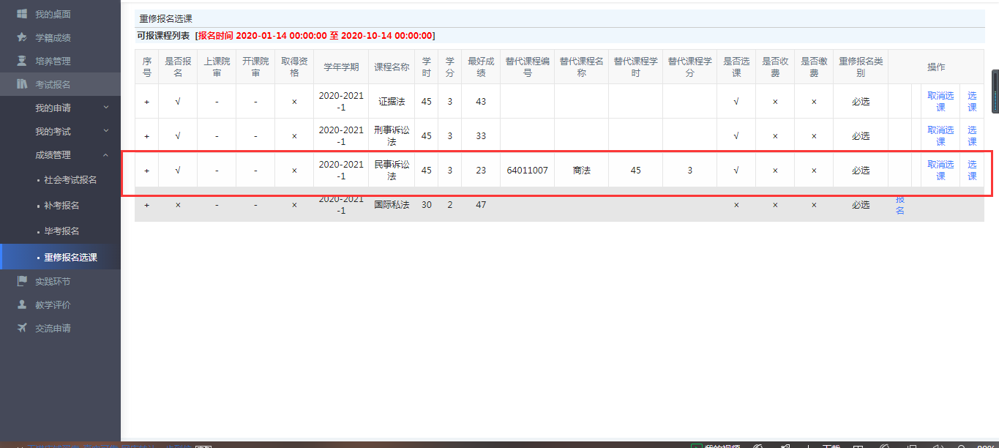 我的桌面
学籍成绩
培养管理
考试报名
我的申请
我的考试
成绩管理
社会考试报名
补考报名
毕考报名
重修报名选课
实践环节
教学评价
交流申请
重修报名选课
可报课程列表 [报名时间 2020-01-14 00:00:00 至 2020-10-14 00:00:00]
序号 是否报名 上课院审 开课院审 取得资格 学年学期 课程名称 学时 学分 最好成绩 替代课程编号 替代课程名称 替代课程学时 替代课程学分 是否选课 是否收费 是否缴费 重修报名类别 操作
+ √ - - × 2020-2021-1 证据法 45 3 43 √ × × 必选 取消选课 选课
+ √ - - × 2020-2021-1 刑事诉讼法 45 3 33 √ × × 必选 取消选课 选课
+ √ - - × 2020-2021-1 民事诉讼法 45 3 23 64011007 商法 45 3 √ × × 必选 取消选课 选课
+ × - - × 2020-2021-1 国际私法 30 2 47 × × × 必选 报名